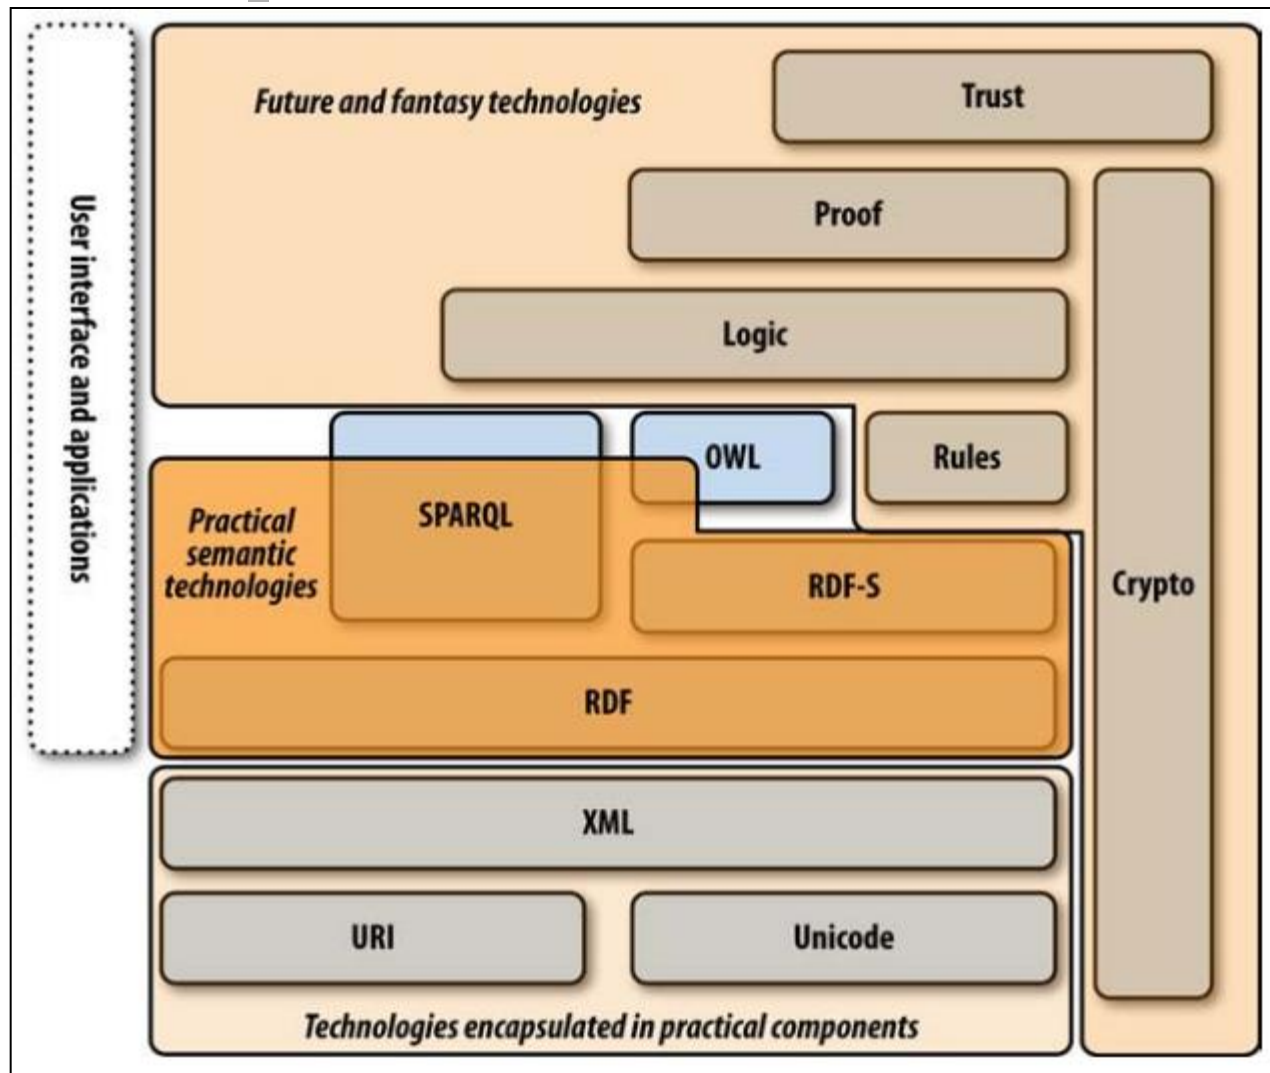 User interface and applications
Future and fantasy technologies
Trust
Proof
Logic
OWL
Rules
SPARQL
Practical
semantic
technologies
RDF-S
Crypto
RDF
XML
URI
Unicode
Technologies encapsulated in practical components